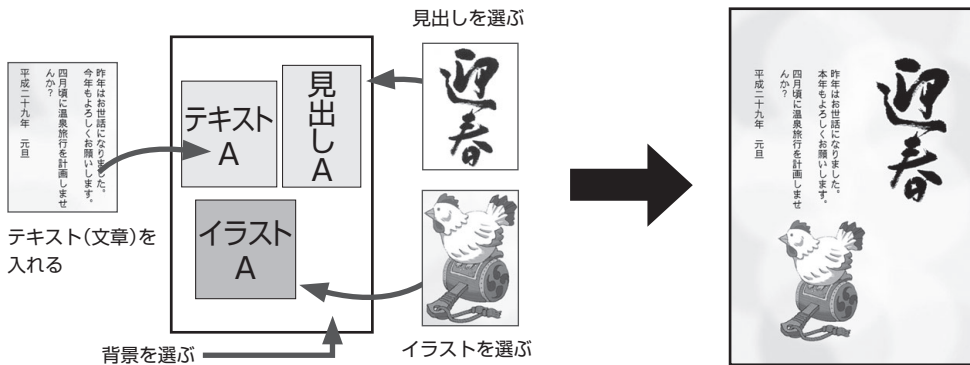 見出しを選ぶ
昨年はお世話になりました。
今年もよろしくお願いします。
四月頃に温泉旅行を計画しませ
んか？
平成二十九年　元旦
テキスト(文章)を
入れる
テキスト
A
見出しA
イラスト
A
背景を選ぶ
迎春
イラストを選ぶ
迎春
昨年はお世話になりました。
本年もよろしくお願いします。
四月頃に温泉旅行を計画しませ
んか？
平成二十九年　元旦